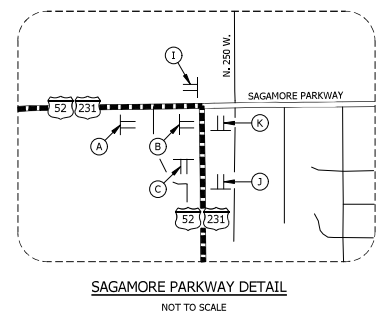 I
N. 250 W.
SAGAMORE PARKWAY
52 231
A
B
K
C
J
52 231
SAGAMORE PARKWAY DETAIL
NOT TO SCALE